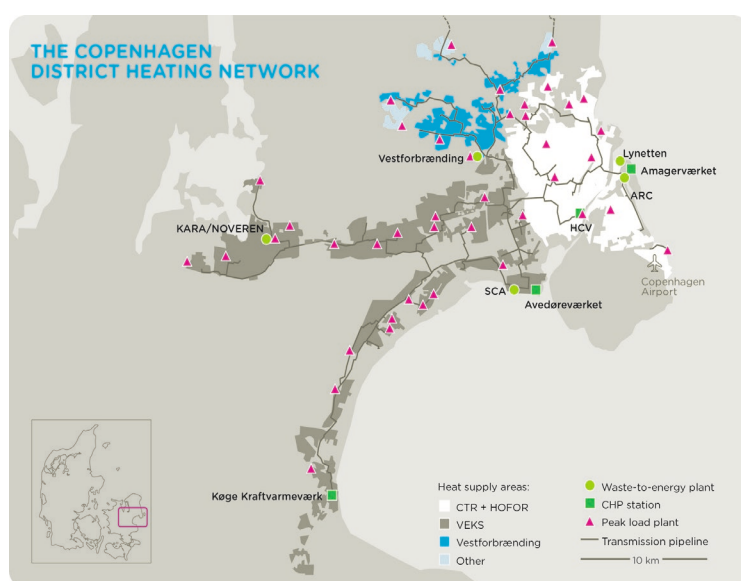 THE COPENHAGEN
DISTRICT HEATING NETWORK
Vestforbrænding
Lynetten
Amagerværket
ARC
KARA/NOVEREN
HCV
Copenhagen
Airport
SCA
Avedøreværket
Køge Kraftvarmeværk
Heat supply areas:
CTR + HOFOR
VEKS
Vestforbrænding
Other
Waste-to-energy plant
CHP station
Peak load plant
Transmission pipeline
10 km